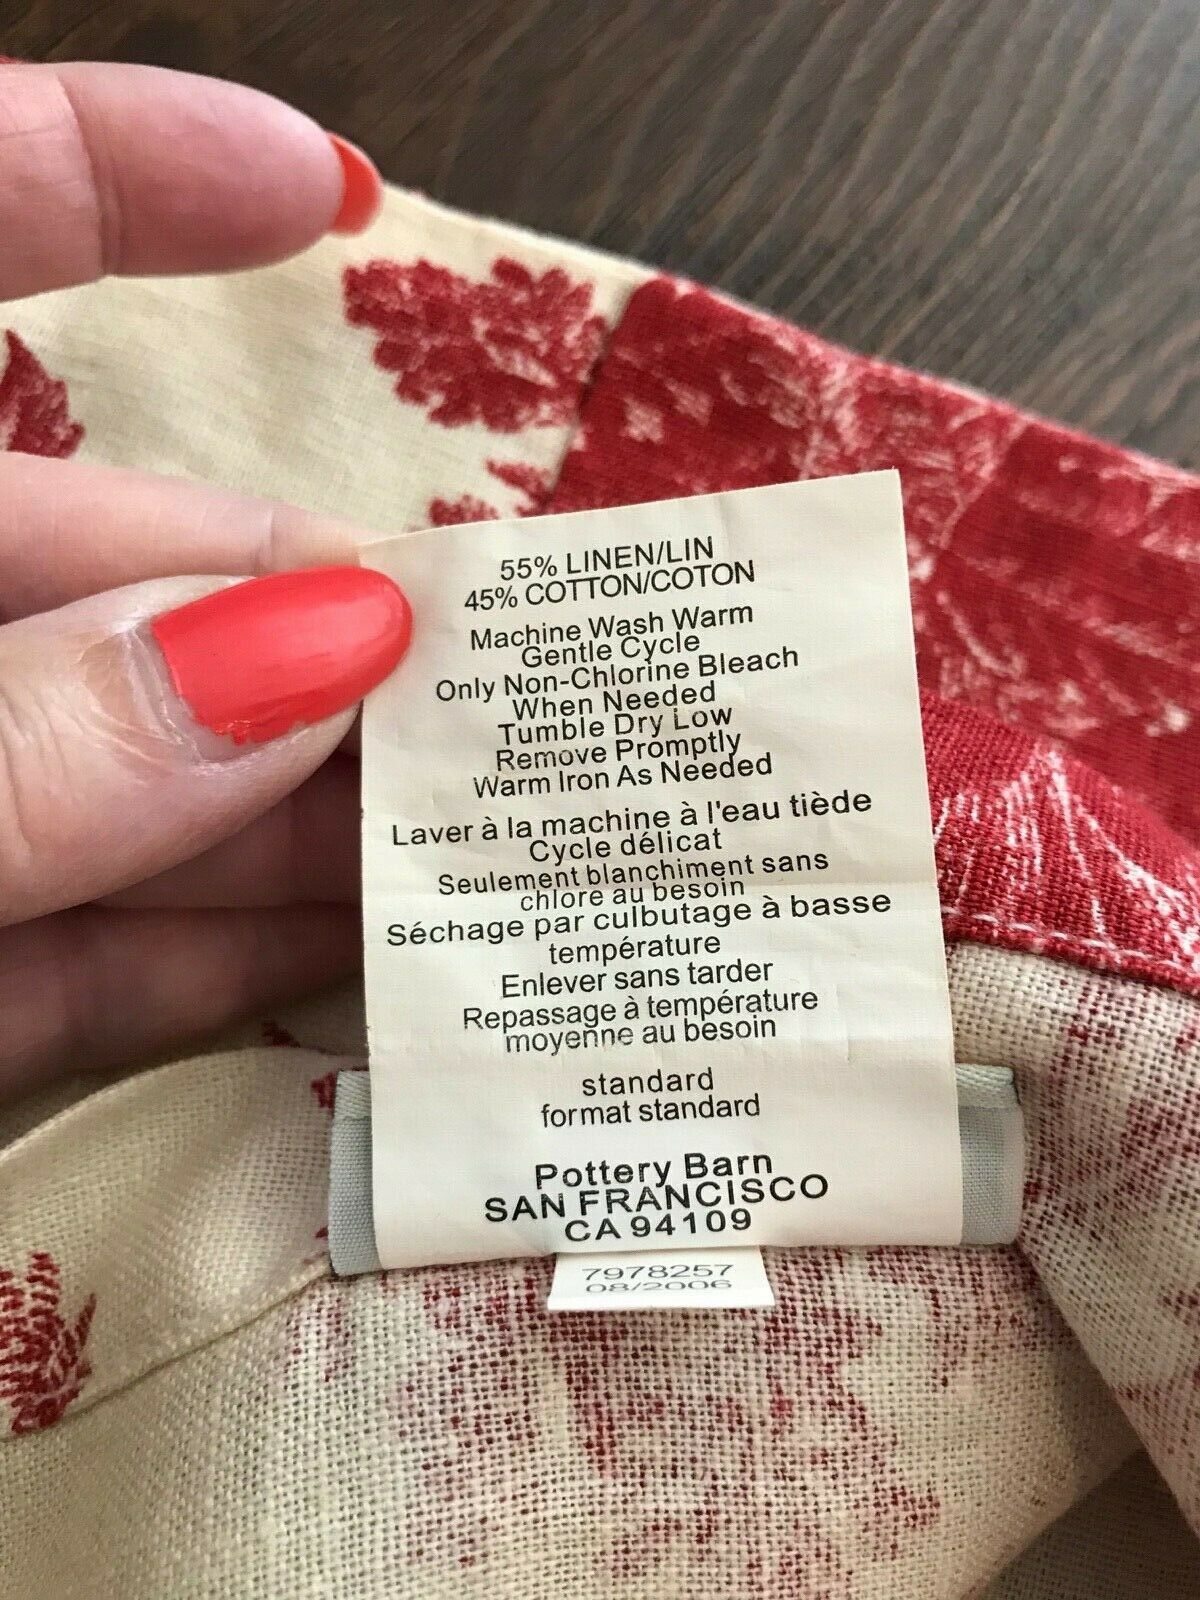 55% LINEN/LIN
45% COTTON/COTON
Machine Wash Warm
Gentle Cycle
Only Non-Chlorine Bleach
When Needed
Tumble Dry Low
Remove Promptly
Warm Iron As Needed
Laver à la machine à l'eau tiède
Cycle délicat
Seulement blanchiment sans
chlore au besoin
Séchage par culbutage à basse
température
Enlever sans tarder
Repassage à température
moyenne au besoin
standard
format standard
Pottery Barn
SAN FRANCISCO
CA 94109
7978257
08/2006